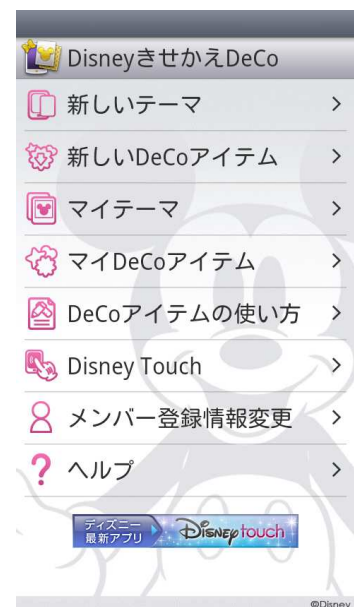 DisneyきせかえDeCo
新しいテーマ
新しいDeCoアイテム
マイテーマ
マイDeCoアイテム
DeCoアイテムの使い方
Disney Touch
メンバー登録情報変更
ヘルプ
ディズニー
最新アプリ
Disney touch
©Disney